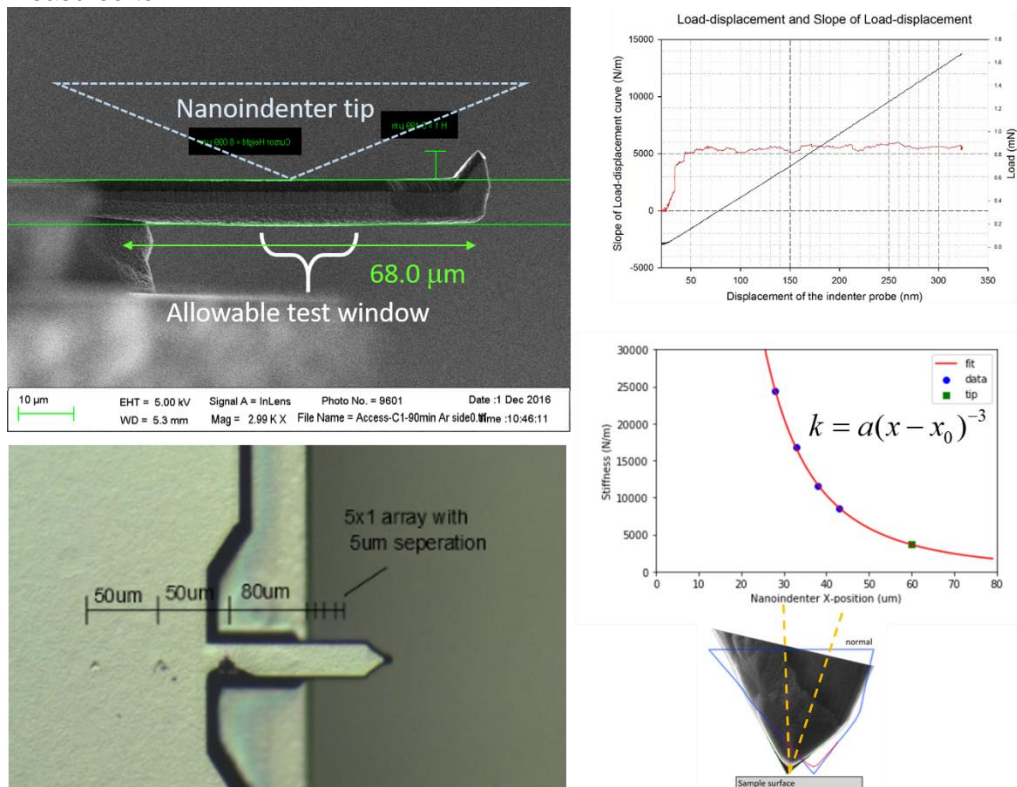 Nanoindenter tip
Cursor Height = 8.093 µm
68.0 µm
Allowable test window
10 µm
EHT = 5.00 kV
WD = 5.3 mm
Signal A = InLens
Mag = 2.99 K X
Photo No. = 9601
File Name = Access-C1-90min Ar side0.tif
Date :1 Dec 2016
Time :10:46:11
Load-displacement and Slope of Load-displacement
Slope of Load-displacement curve (N/m)
15000
10000
5000
0
-5000
1.8
1.6
1.4
1.2
1.0
0.8
0.6
0.4
0.2
0.0
Load (mN)
50
100
150
200
250
300
350
Displacement of the indenter probe (nm)
5x1 array with
5um seperation
50um
50um
80um
30000
25000
20000
15000
10000
5000
0
Stiffness (N/m)
fit
data
tip
k = a(x − x₀)⁻³
0
10
20
30
40
50
60
70
80
Nanoindenter X-position (um)
normal
Sample surface